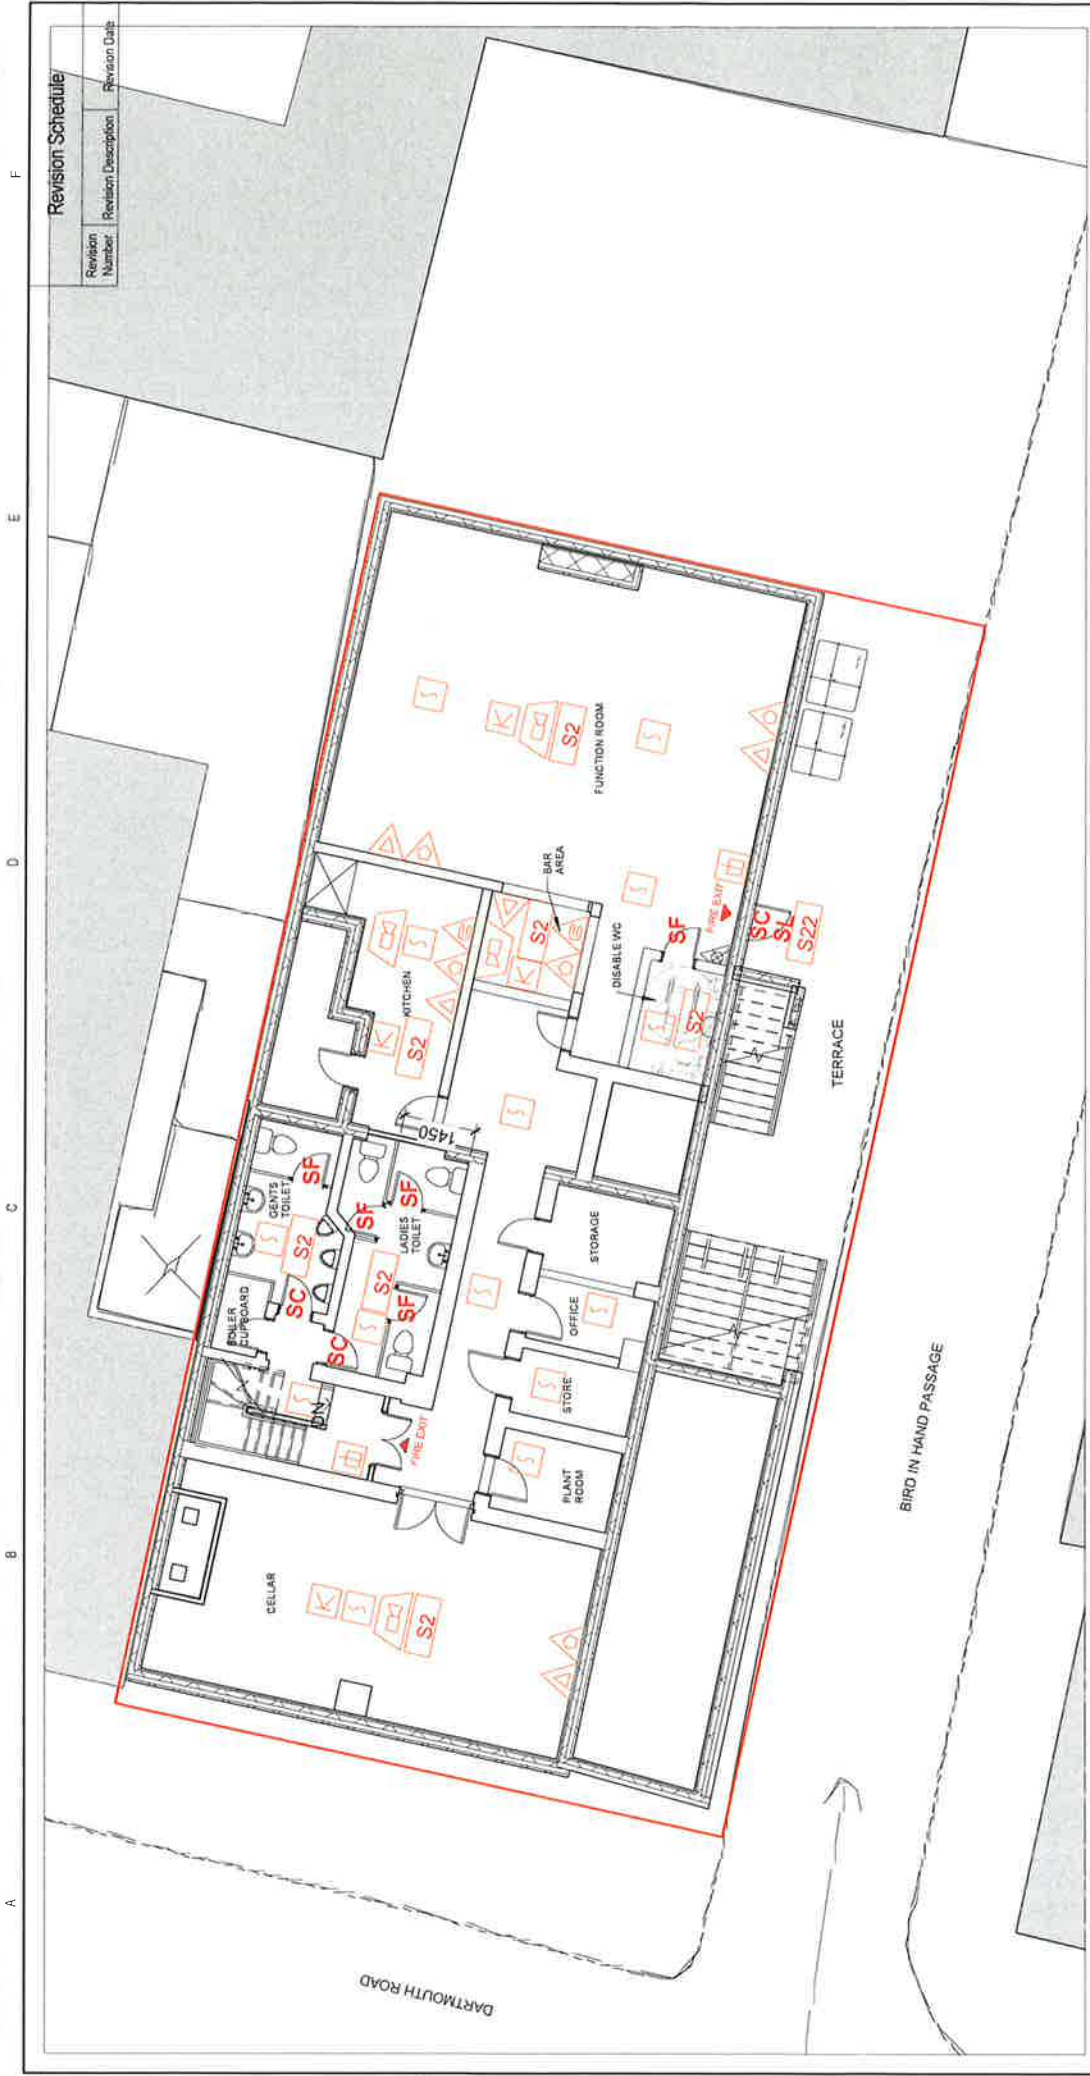 F
E
D
C
B
A
Revision Schedule
Revision
Number
Revision Description
Revision Date
S
K
S2
S
FUNCTION ROOM
BAR
AREA
S
S
KITCHEN
K
S2
S2
K
DISABLE WC
SF
FIRE EXIT
SC
SL
S22
S
S2
TERRACE
1450
S
GENTS
TOILET
SF
S
S2
SC
SF
LADIES
TOILET
SF
S2
SF
S
SC
BOILER
CUPBOARD
S
DN
FIRE EXIT
S
STORAGE
OFFICE
S
STORE
S
PLANT
ROOM
S
CELLAR
K
S
S2
BIRD IN HAND PASSAGE
DARTMOUTH ROAD